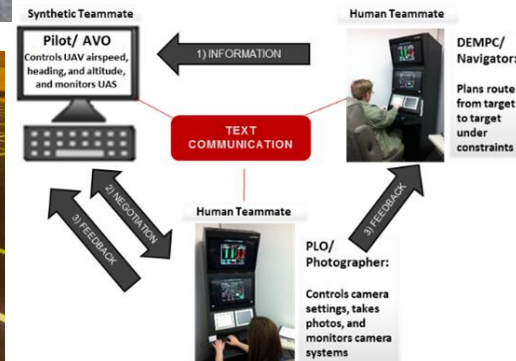 Synthetic Teammate
Pilot/ AVO
Controls UAV airspeed,
heading, and altitude,
and monitors UAS
1) INFORMATION
Human Teammate
DEMPC/
Navigator:
Plans route
from target
to target
under
constraints
TEXT
COMMUNICATION
2) NEGOTIATION
3) FEEDBACK
Human Teammate
3) FEEDBACK
PLO/
Photographer:
Controls camera
settings, takes
photos, and
monitors camera
systems